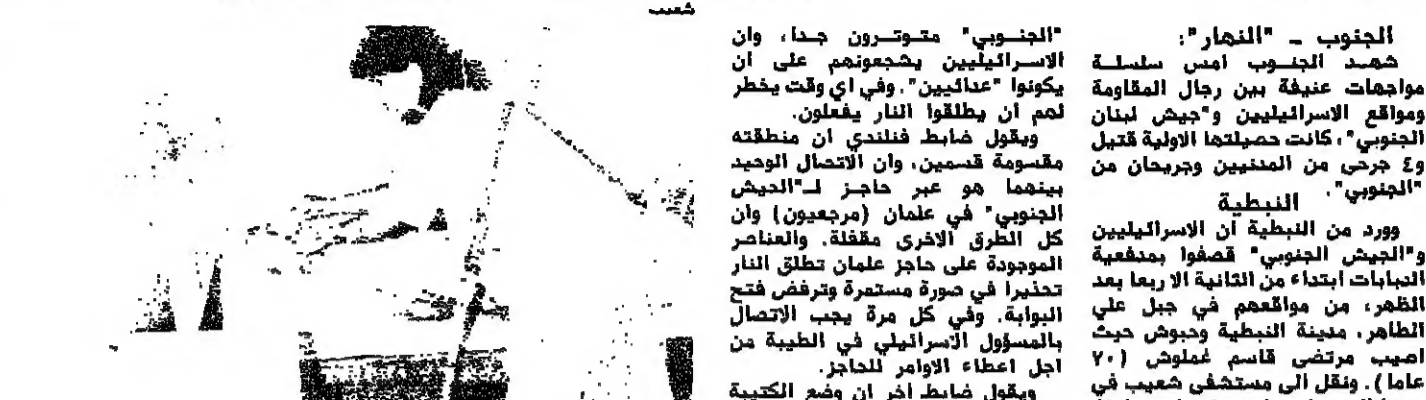 الجنوب ـ "النهار":
شهد الجنوب امس سلسلة
مواجهات عنيفة بين رجال المقاومة
ومواقع الاسرائيليين و"جيش لبنان
الجنوبي"، كانت حصيلتها الاولية قتيل
و٤ جرحى من المدنيين وجريحان من
"الجنوبي".
النبطية
وورد من النبطية ان الاسرائيليين
و"الجيش الجنوبي" قصفوا بمدفعية
الدبابات ابتداء من الثانية الا ربعا بعد
الظهر، من مواقعهم في جبل علي
الطاهر، مدينة النبطية وحبوش حيث
اصيب مرتضى قاسم غملوش (٢٠
عاما). ونقل الى مستشفى شعيب في
"الجنوبي" متوترون جدا، وان
الاسرائيليين يشجعونهم على ان
يكونوا "عدائيين". وفي اي وقت يخطر
لهم ان يطلقوا النار يفعلون.
ويقول ضابط فنلندي ان منطقته
مقسومة قسمين، وان الاتصال الوحيد
بينهما هو عبر حاجز لـ"الجيش
الجنوبي" في علمان (مرجعيون) وان
كل الطرق الاخرى مقفلة. والعناصر
الموجودة على حاجز علمان تطلق النار
تحذيرا في صورة مستمرة وترفض فتح
البوابة. وفي كل مرة يجب الاتصال
بالمسؤول الاسرائيلي في الطيبة من
اجل اعطاء الاوامر للحاجز.
ويقول ضابط اخر ان وضع الكتيبة
شعيب